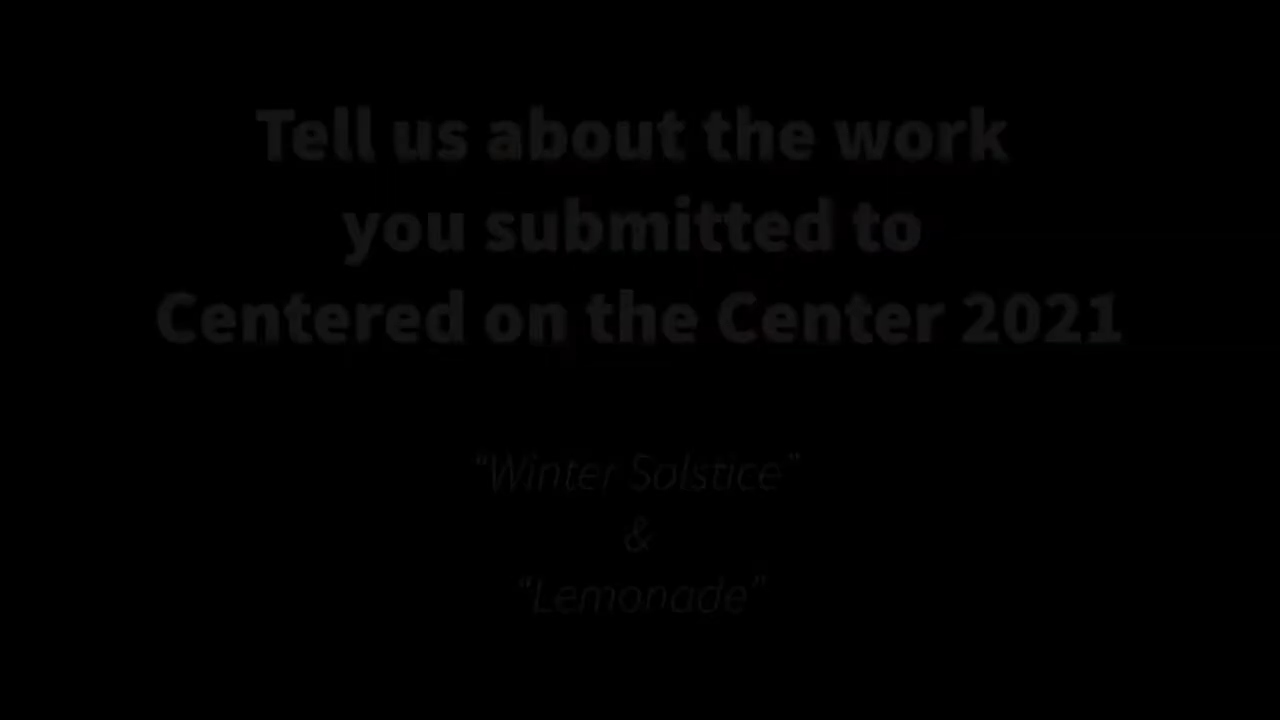 Tell us about the work
you submitted to
Centered on the Center 2021
“Winter Solstice”
&
“Lemonade”